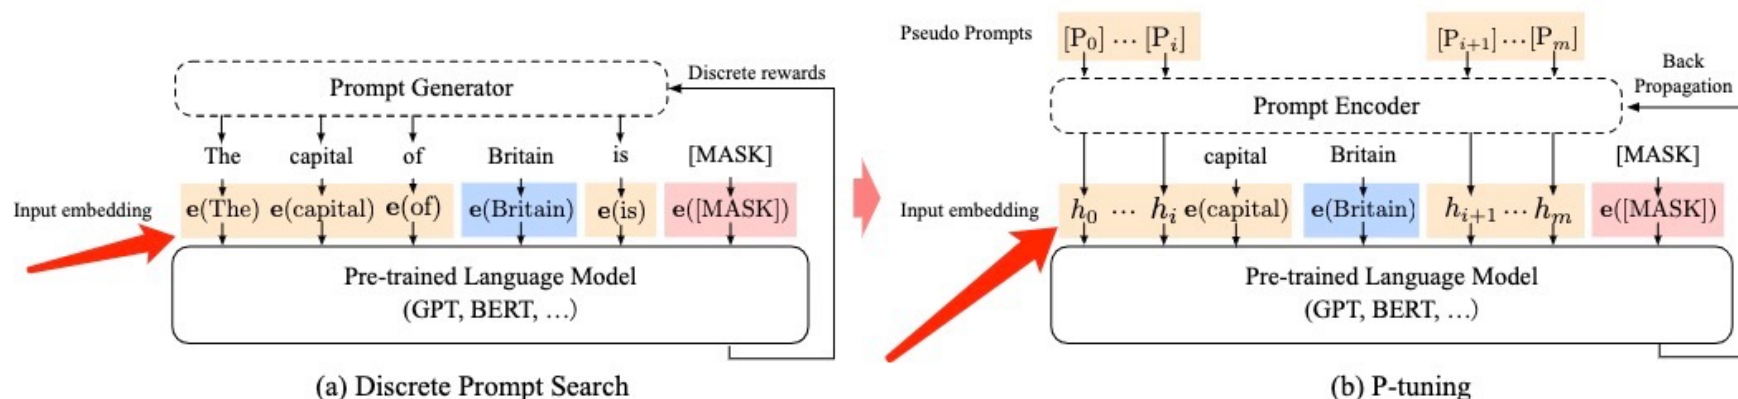 Prompt Generator
Discrete rewards
The capital of Britain is [MASK]
Input embedding e(The) e(capital) e(of) e(Britain) e(is) e([MASK])
Pre-trained Language Model
(GPT, BERT, …)
(a) Discrete Prompt Search
Pseudo Prompts [P0] … [Pi] [Pi+1] … [Pm]
Back
Propagation
Prompt Encoder
capital Britain [MASK]
Input embedding h0 … hi e(capital) e(Britain) hi+1 … hm e([MASK])
Pre-trained Language Model
(GPT, BERT, …)
(b) P-tuning